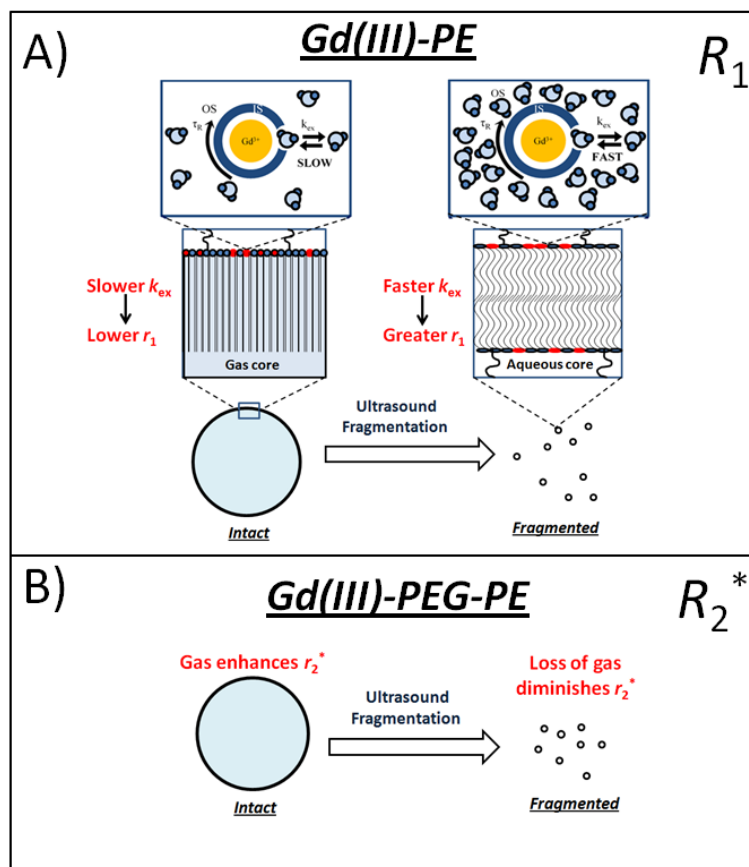 A)
Gd(III)-PE
R1
OS
IS
τR
kex
Gd3+
SLOW
OS
IS
τR
kex
Gd3+
FAST
Slower kex
Lower r1
Gas core
Faster kex
Greater r1
Aqueous core
Ultrasound
Fragmentation
Intact
Fragmented
B)
Gd(III)-PEG-PE
R2*
Gas enhances r2*
Ultrasound
Fragmentation
Loss of gas
diminishes r2*
Intact
Fragmented